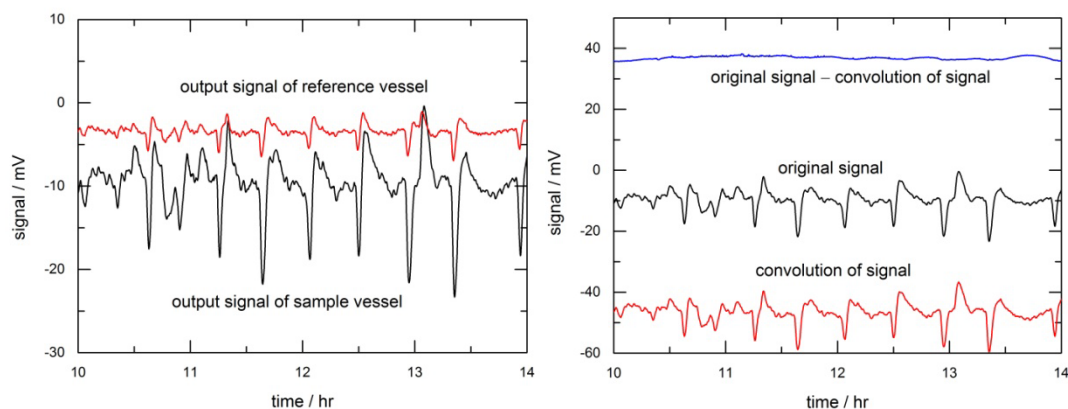 10
0
-10
-20
-30
signal / mV
output signal of reference vessel
output signal of sample vessel
10
11
12
13
14
time / hr
40
20
0
-20
-40
-60
signal / mV
original signal – convolution of signal
original signal
convolution of signal
10
11
12
13
14
time / hr